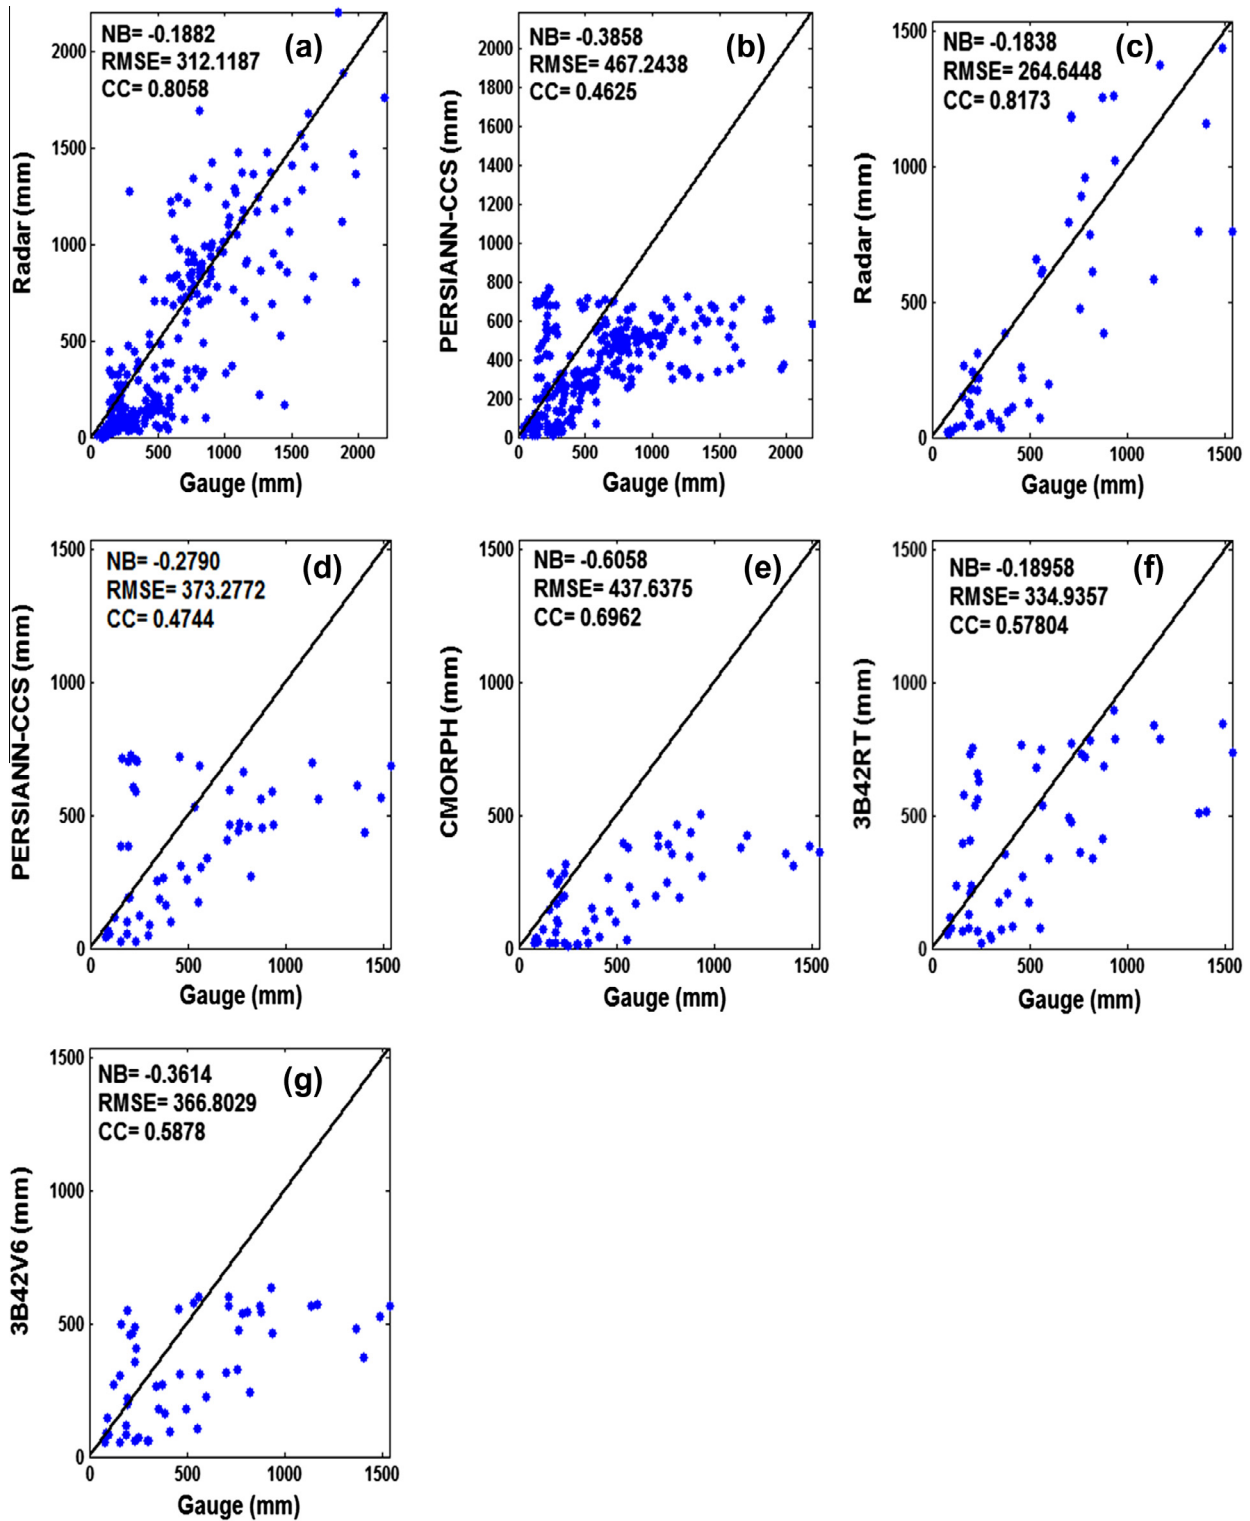 NB= -0.1882
RMSE= 312.1187
CC= 0.8058
(a)
Radar (mm)
2000
1500
1000
500
0
0 500 1000 1500 2000
Gauge (mm)
NB= -0.3858
RMSE= 467.2438
CC= 0.4625
(b)
PERSIANN-CCS (mm)
2000
1800
1600
1400
1200
1000
800
600
400
200
0
0 500 1000 1500 2000
Gauge (mm)
NB= -0.1838
RMSE= 264.6448
CC= 0.8173
(c)
Radar (mm)
1500
1000
500
0
0 500 1000 1500
Gauge (mm)
NB= -0.2790
RMSE= 373.2772
CC= 0.4744
(d)
PERSIANN-CCS (mm)
1500
1000
500
0
0 500 1000 1500
Gauge (mm)
NB= -0.6058
RMSE= 437.6375
CC= 0.6962
(e)
CMORPH (mm)
1500
1000
500
0
0 500 1000 1500
Gauge (mm)
NB= -0.18958
RMSE= 334.9357
CC= 0.57804
(f)
3B42RT (mm)
1500
1000
500
0
0 500 1000 1500
Gauge (mm)
NB= -0.3614
RMSE= 366.8029
CC= 0.5878
(g)
3B42V6 (mm)
1500
1000
500
0
0 500 1000 1500
Gauge (mm)